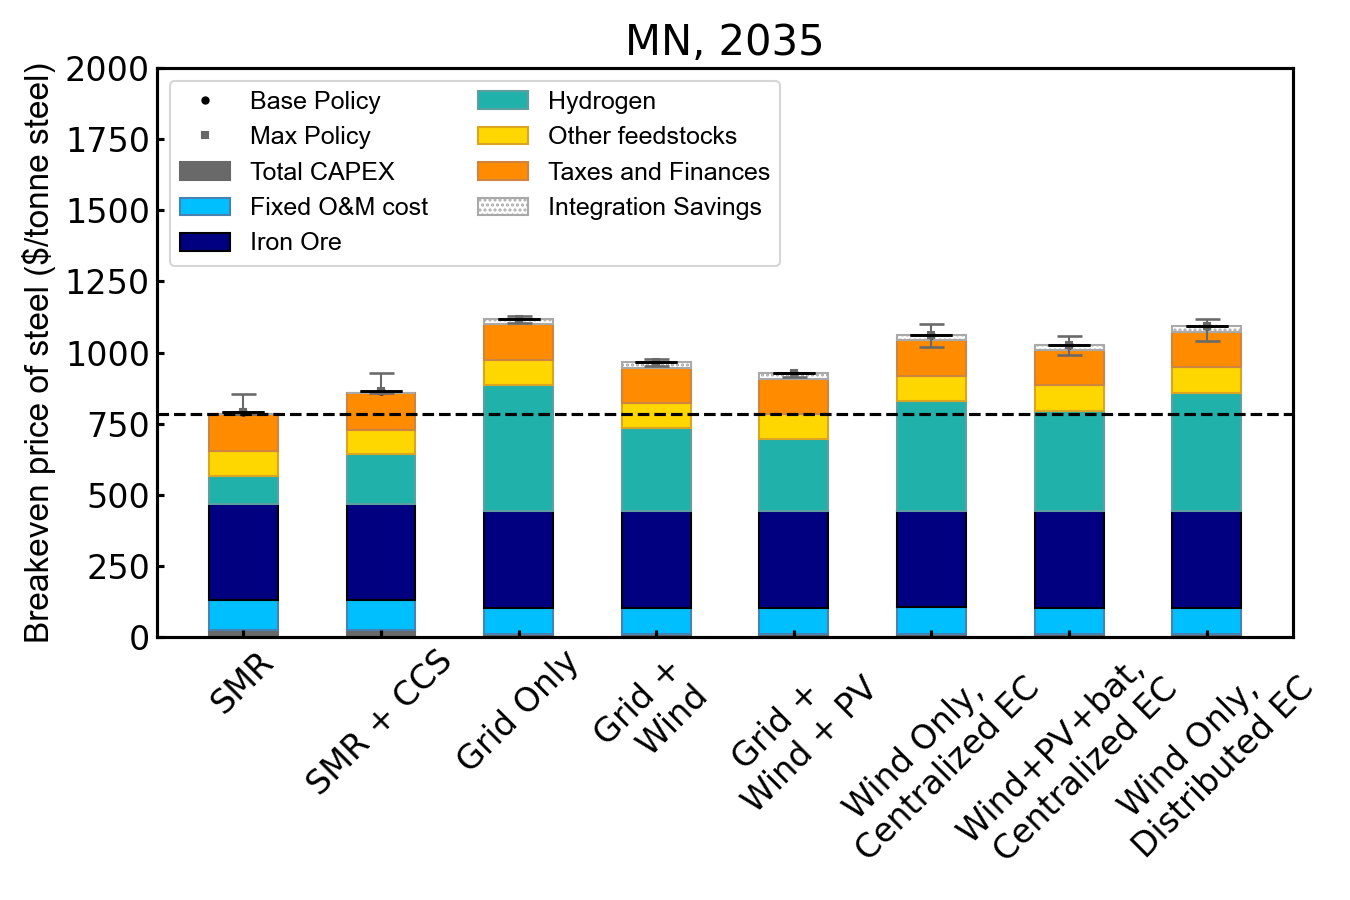 MN, 2035
Breakeven price of steel ($/tonne steel)
2000
1750
1500
1250
1000
750
500
250
0
Base Policy
Max Policy
Total CAPEX
Fixed O&M cost
Iron Ore
Hydrogen
Other feedstocks
Taxes and Finances
Integration Savings
SMR
SMR + CCS
Grid Only
Grid +
Wind
Grid +
Wind + PV
Wind Only,
Centralized EC
Wind+PV+bat,
Centralized EC
Wind Only,
Distributed EC